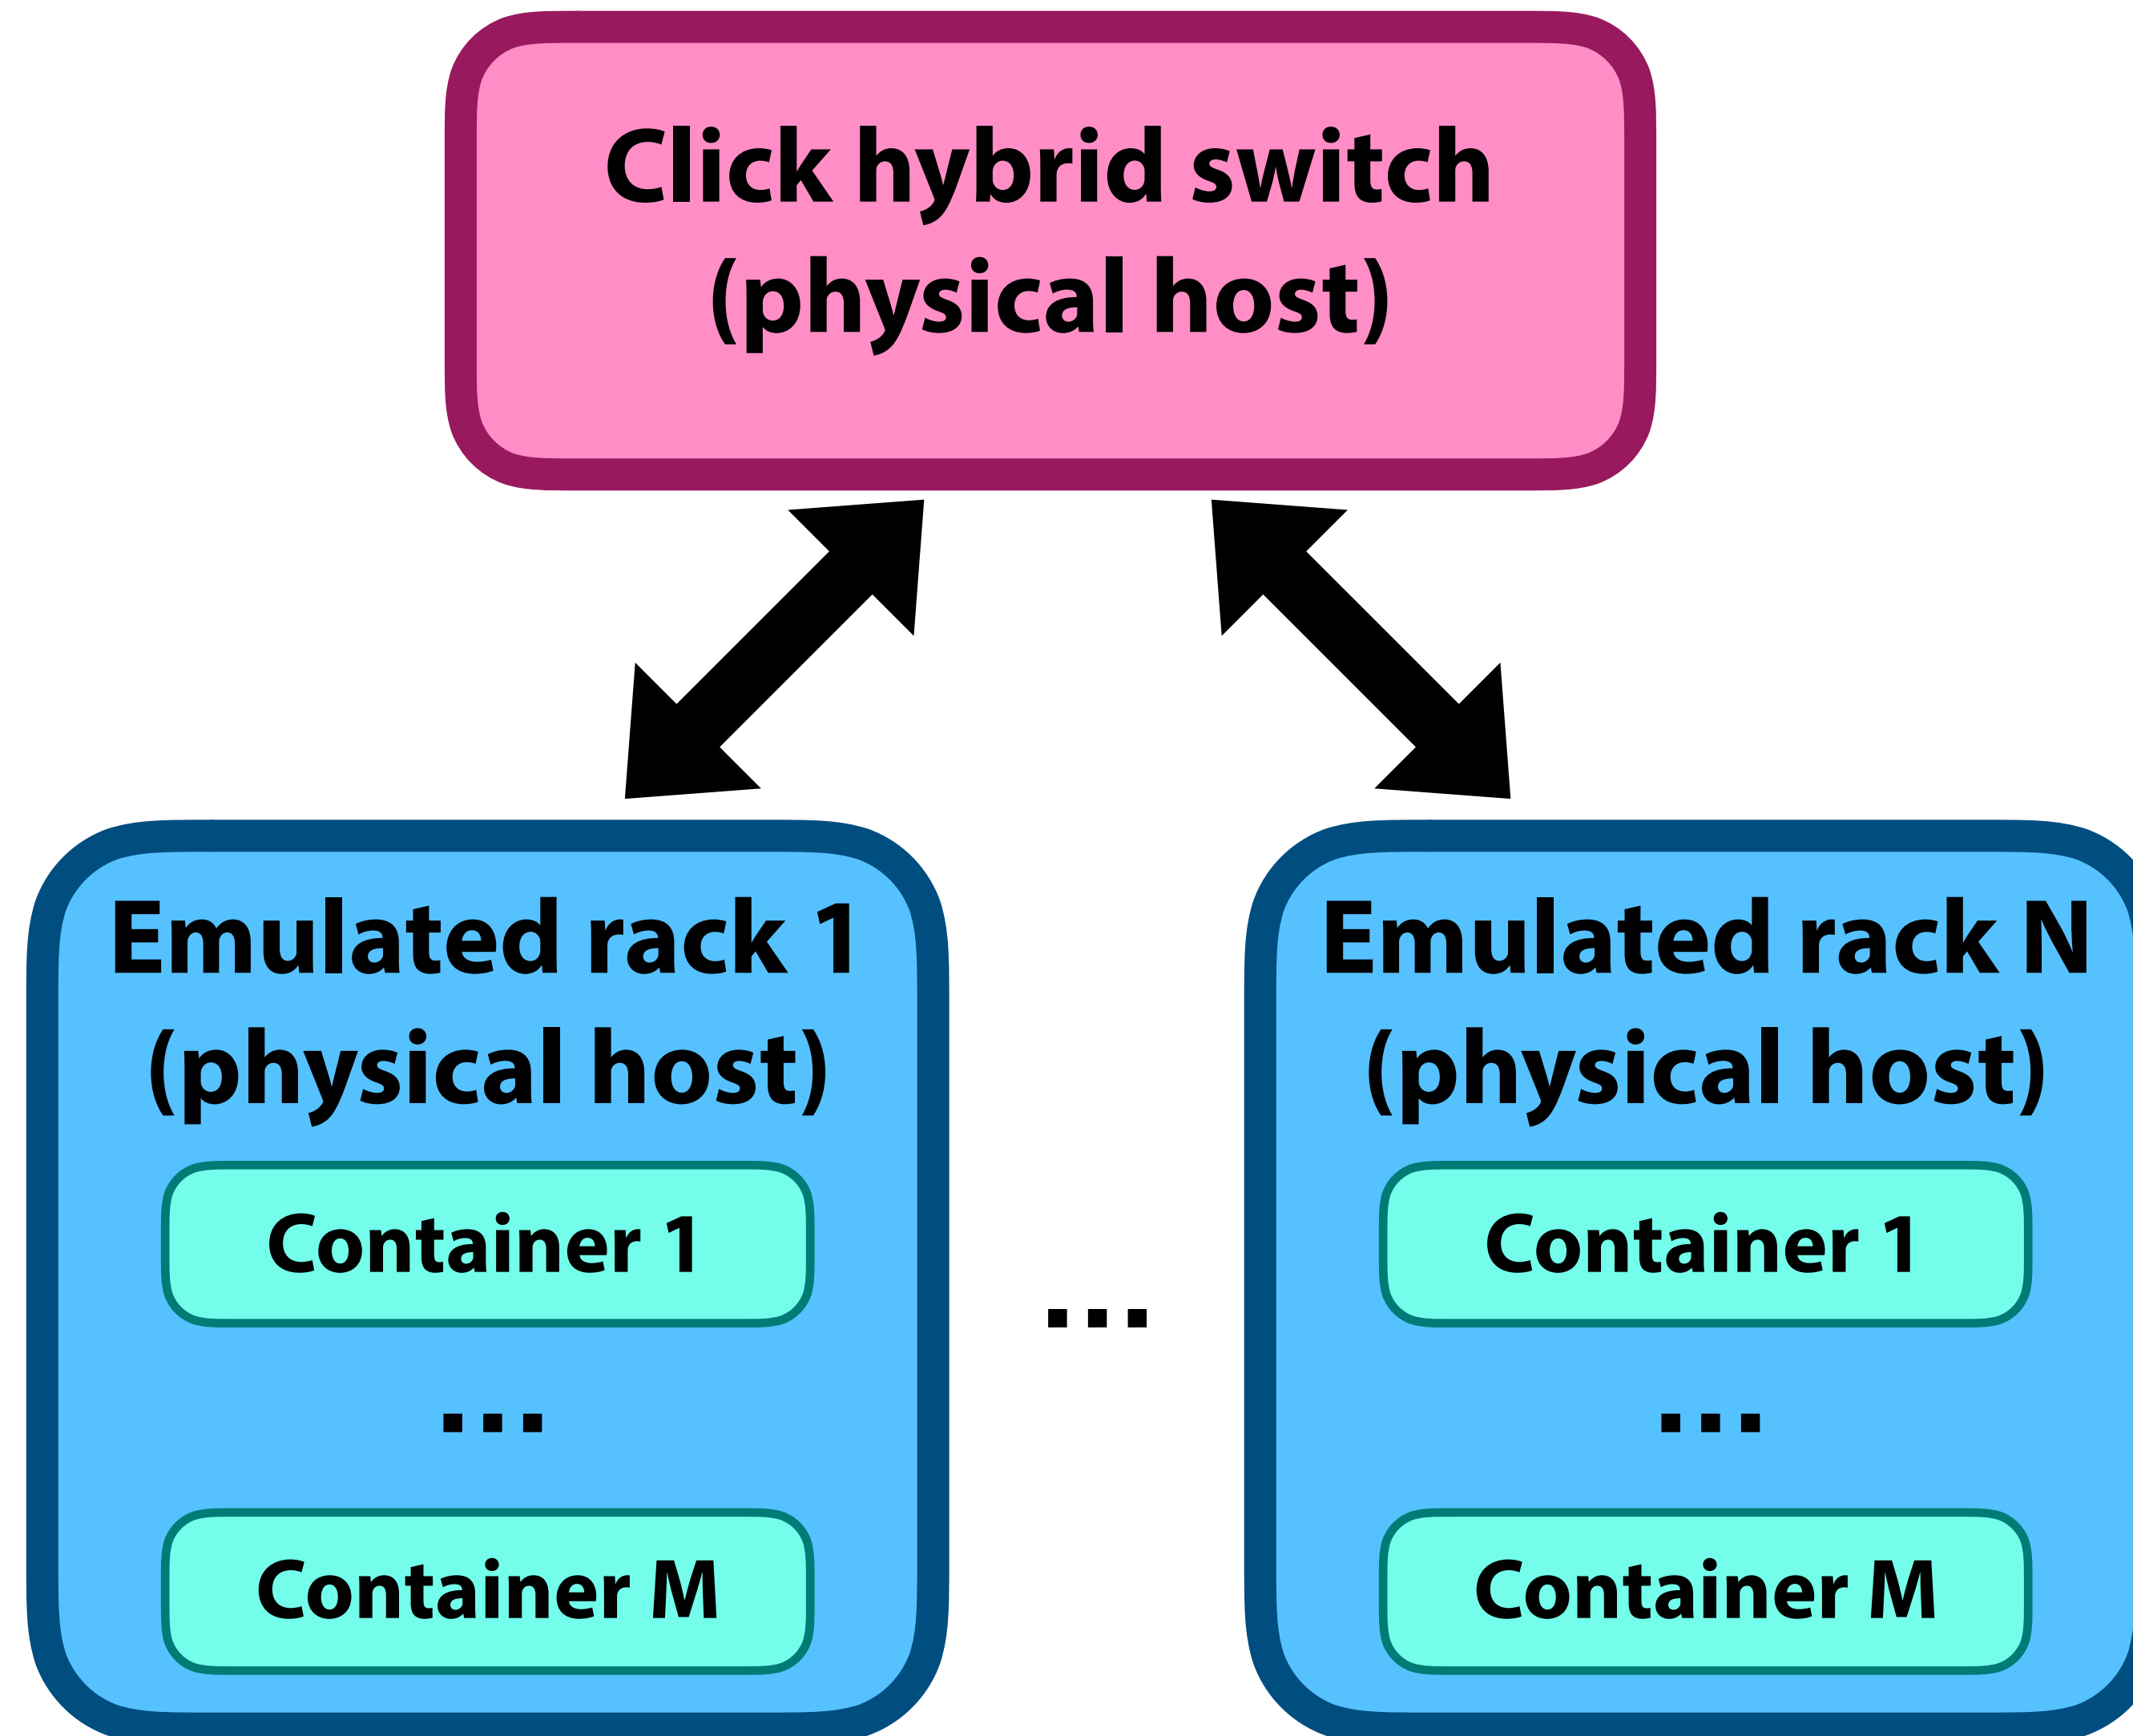 Click hybrid switch
(physical host)
Emulated rack 1
(physical host)
Container 1
...
Container M
...
Emulated rack N
(physical host)
Container 1
...
Container M